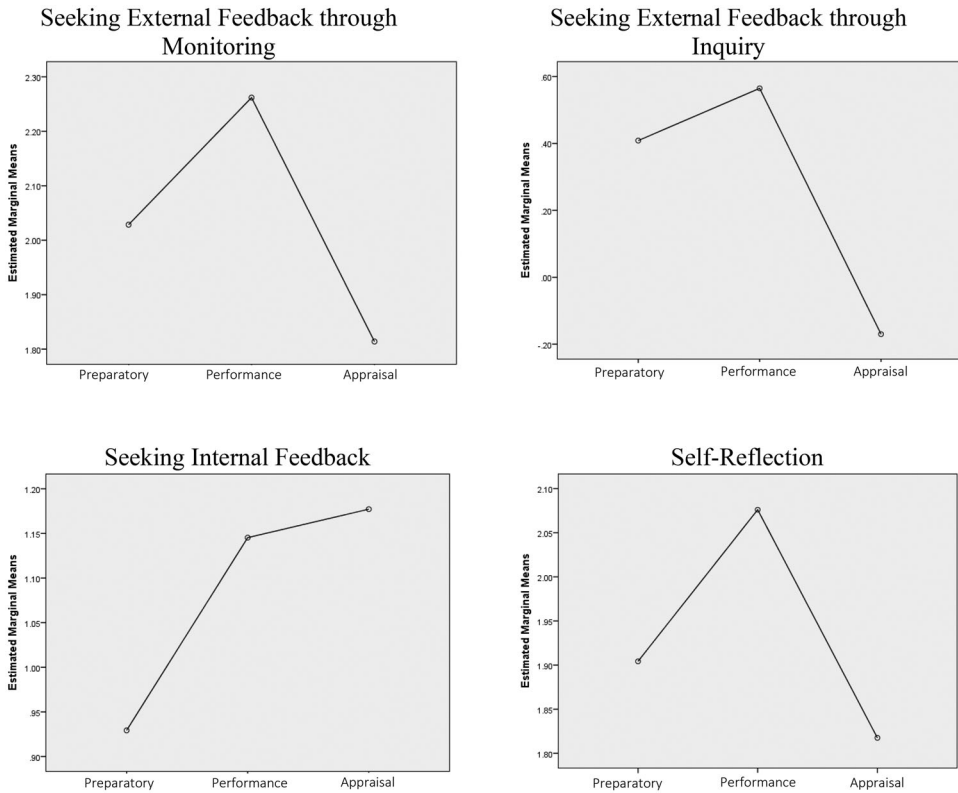 Seeking External Feedback through
Monitoring
2.30
2.20
2.10
2.00
1.90
1.80
Estimated Marginal Means
Preparatory Performance Appraisal
Seeking External Feedback through
Inquiry
.60
.40
.20
.00
-.20
Estimated Marginal Means
Preparatory Performance Appraisal
Seeking Internal Feedback
1.20
1.15
1.10
1.05
1.00
.95
.90
Estimated Marginal Means
Preparatory Performance Appraisal
Self-Reflection
2.10
2.05
2.00
1.95
1.90
1.85
1.80
Estimated Marginal Means
Preparatory Performance Appraisal